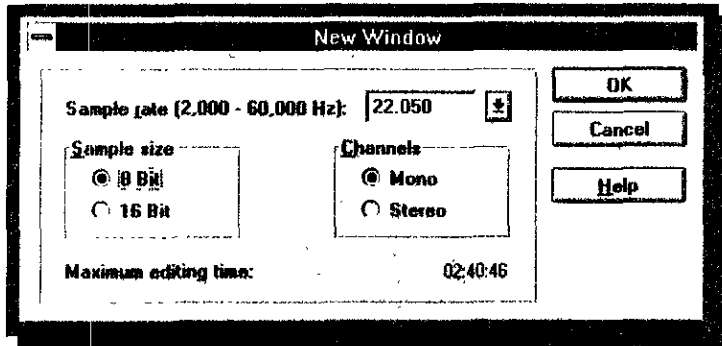 New Window
Sample rate (2,000 - 60,000 Hz): 22.050
OK
Cancel
Help
Sample size
8 Bit
16 Bit
Channels
Mono
Stereo
Maximum editing time: 02:40:46